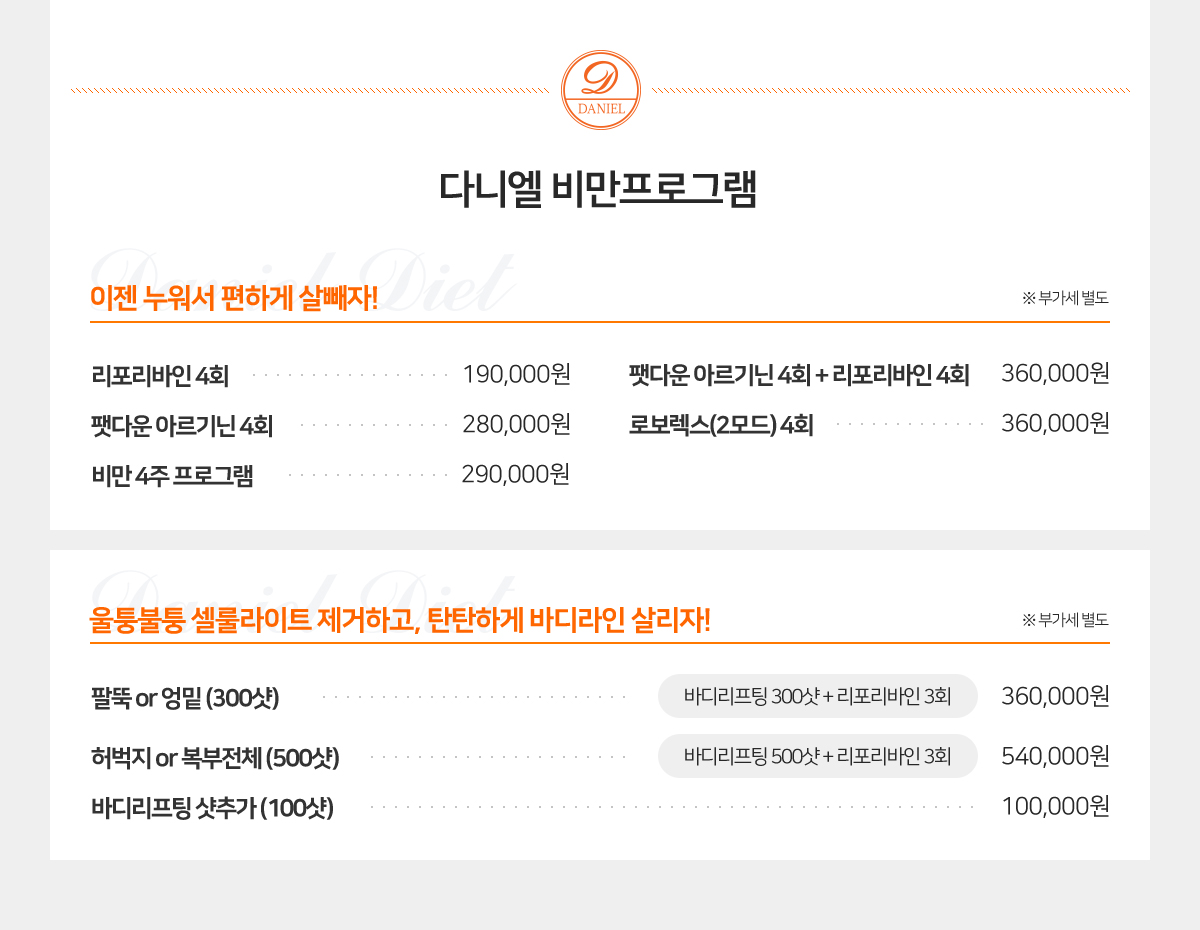 D
DANIEL
다니엘 비만프로그램
Daniel Diet
이젠 누워서 편하게 살빼자!
※ 부가세 별도
리포리바인 4회 190,000원
팻다운 아르기닌 4회 + 리포리바인 4회 360,000원
팻다운 아르기닌 4회 280,000원
로보렉스(2모드) 4회 360,000원
비만 4주 프로그램 290,000원
Daniel Diet
울퉁불퉁 셀룰라이트 제거하고, 탄탄하게 바디라인 살리자!
※ 부가세 별도
팔뚝 or 엉밑 (300샷) 바디리프팅 300샷 + 리포리바인 3회 360,000원
허벅지 or 복부전체 (500샷) 바디리프팅 500샷 + 리포리바인 3회 540,000원
바디리프팅 샷추가 (100샷) 100,000원